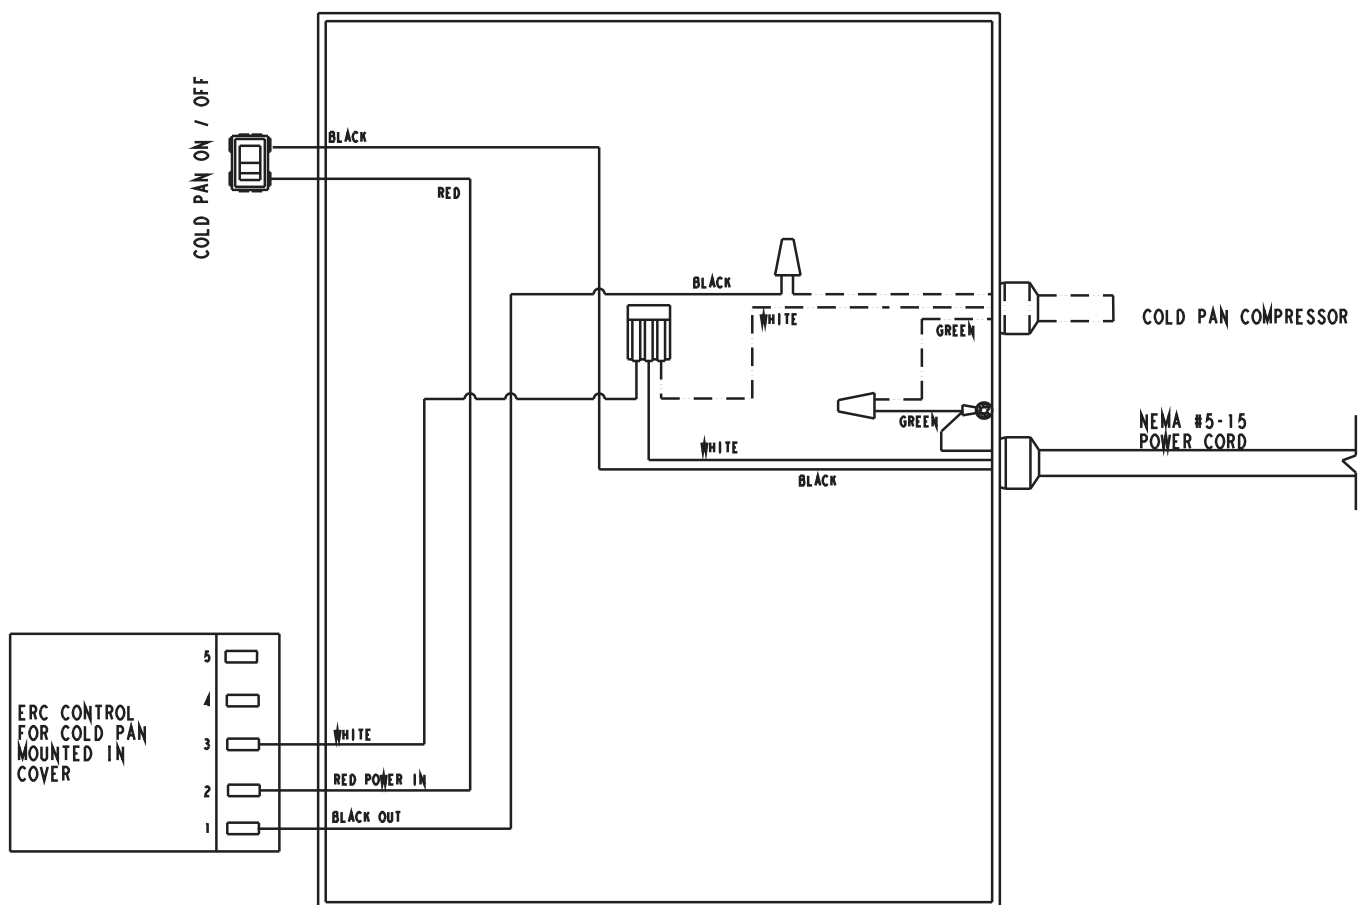 COLD PAN ON / OFF
BLACK
RED
BLACK
WHITE
GREEN
COLD PAN COMPRESSOR
GREEN
NEMA #5-15
POWER CORD
WHITE
BLACK
5
4
3
2
1
ERC CONTROL
FOR COLD PAN
MOUNTED IN
COVER
WHITE
RED POWER IN
BLACK OUT